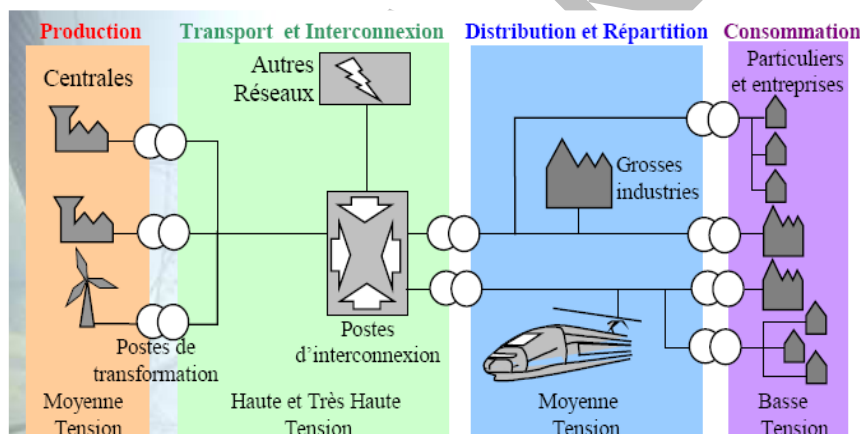 Production
Transport et Interconnexion
Distribution et Répartition
Consommation
Centrales
Autres
Réseaux
Particuliers
et entreprises
Grosses
industries
Postes de
transformation
Postes
d'interconnexion
Moyenne
Tension
Haute et Très Haute
Tension
Moyenne
Tension
Basse
Tension